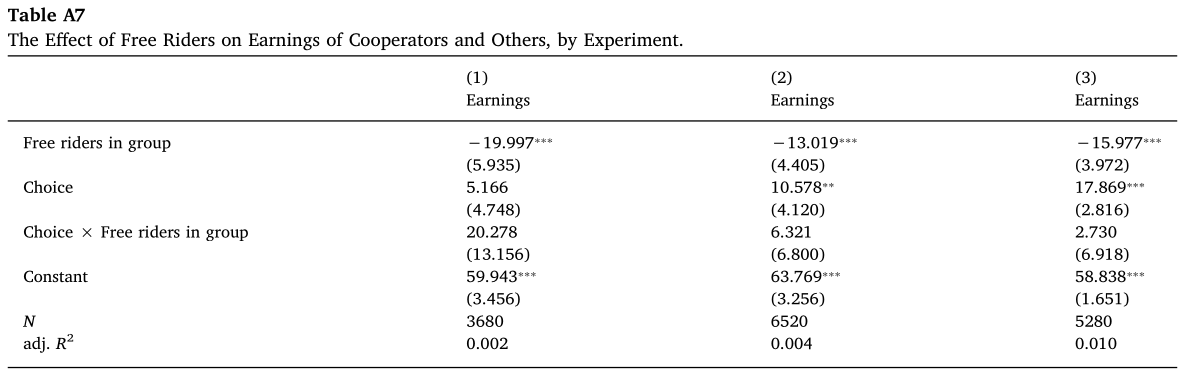 Table A7
The Effect of Free Riders on Earnings of Cooperators and Others, by Experiment.
(1) (2) (3)
Earnings Earnings Earnings
Free riders in group −19.997*** −13.019*** −15.977***
(5.935) (4.405) (3.972)
Choice 5.166 10.578** 17.869***
(4.748) (4.120) (2.816)
Choice × Free riders in group 20.278 6.321 2.730
(13.156) (6.800) (6.918)
Constant 59.943*** 63.769*** 58.838***
(3.456) (3.256) (1.651)
N 3680 6520 5280
adj. R² 0.002 0.004 0.010